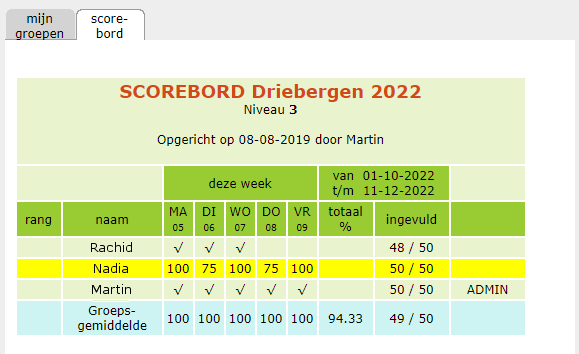 mijn groepen
score-bord
SCOREBORD Driebergen 2022
Niveau 3
Opgericht op 08-08-2019 door Martin
deze week
van 01-10-2022
t/m 11-12-2022
rang naam MA 05 DI 06 WO 07 DO 08 VR 09 totaal % ingevuld
Rachid √ √ √ 48 / 50
Nadia 100 75 100 75 100 50 / 50
Martin √ √ √ √ √ 50 / 50 ADMIN
Groeps-gemiddelde 100 100 100 100 100 94.33 49 / 50